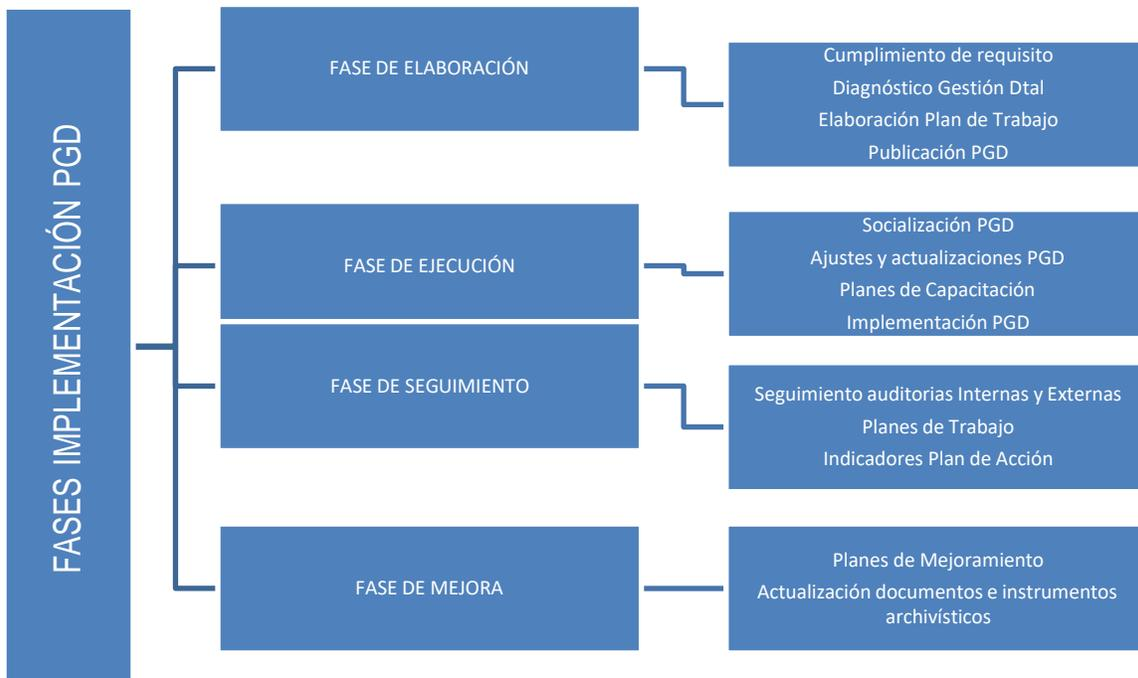 FASES IMPLEMENTACIÓN PGD
FASE DE ELABORACIÓN
Cumplimiento de requisito
Diagnóstico Gestión Dtal
Elaboración Plan de Trabajo
Publicación PGD
FASE DE EJECUCIÓN
Socialización PGD
Ajustes y actualizaciones PGD
Planes de Capacitación
Implementación PGD
FASE DE SEGUIMIENTO
Seguimiento auditorias Internas y Externas
Planes de Trabajo
Indicadores Plan de Acción
FASE DE MEJORA
Planes de Mejoramiento
Actualización documentos e instrumentos
archivísticos